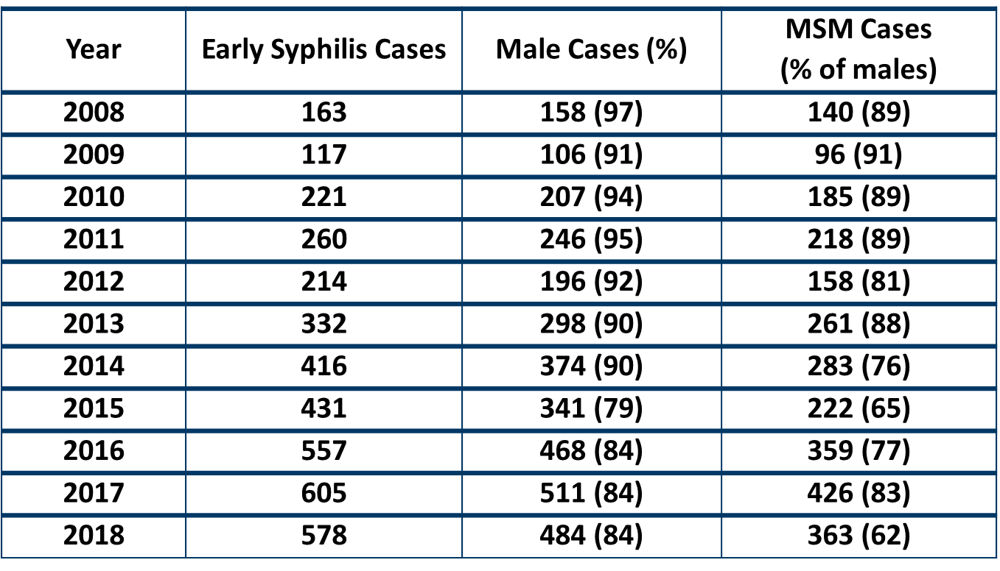 Year Early Syphilis Cases Male Cases (%) MSM Cases
(% of males)
2008 163 158 (97) 140 (89)
2009 117 106 (91) 96 (91)
2010 221 207 (94) 185 (89)
2011 260 246 (95) 218 (89)
2012 214 196 (92) 158 (81)
2013 332 298 (90) 261 (88)
2014 416 374 (90) 283 (76)
2015 431 341 (79) 222 (65)
2016 557 468 (84) 359 (77)
2017 605 511 (84) 426 (83)
2018 578 484 (84) 363 (62)